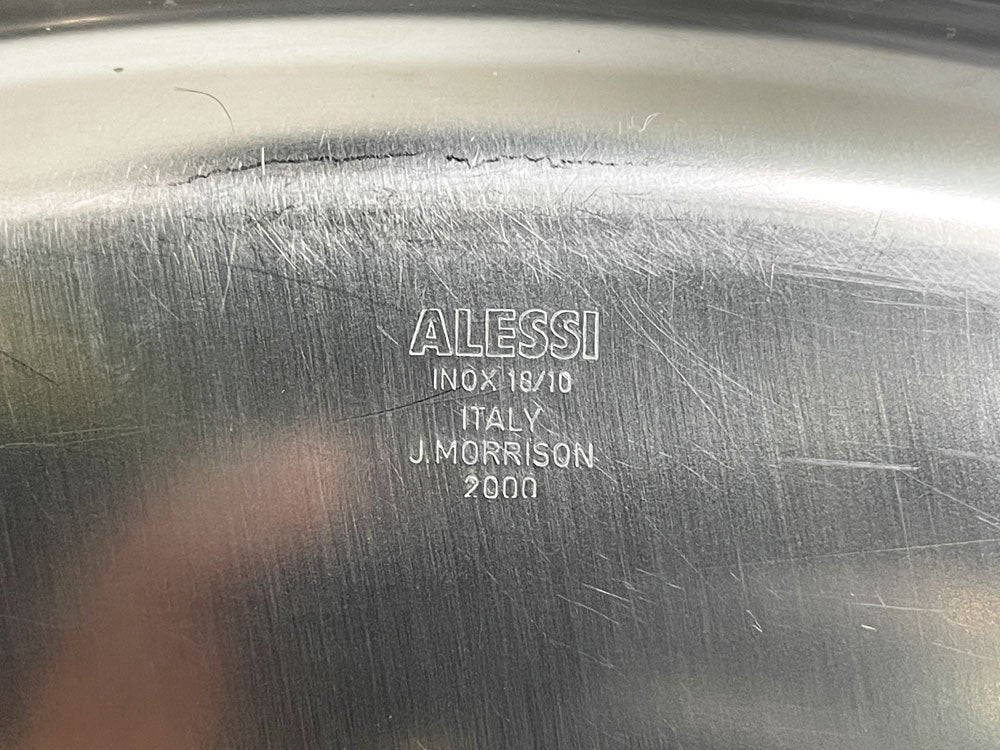 ALESSI
INOX 18/10
ITALY
J.MORRISON
2000